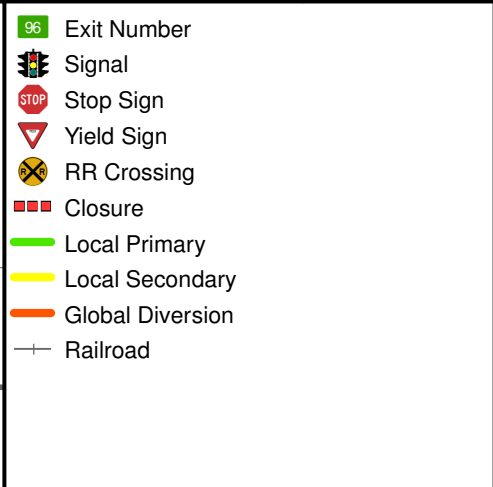 96 Exit Number
Signal
STOP Stop Sign
Yield Sign
R R RR Crossing
Closure
Local Primary
Local Secondary
Global Diversion
Railroad